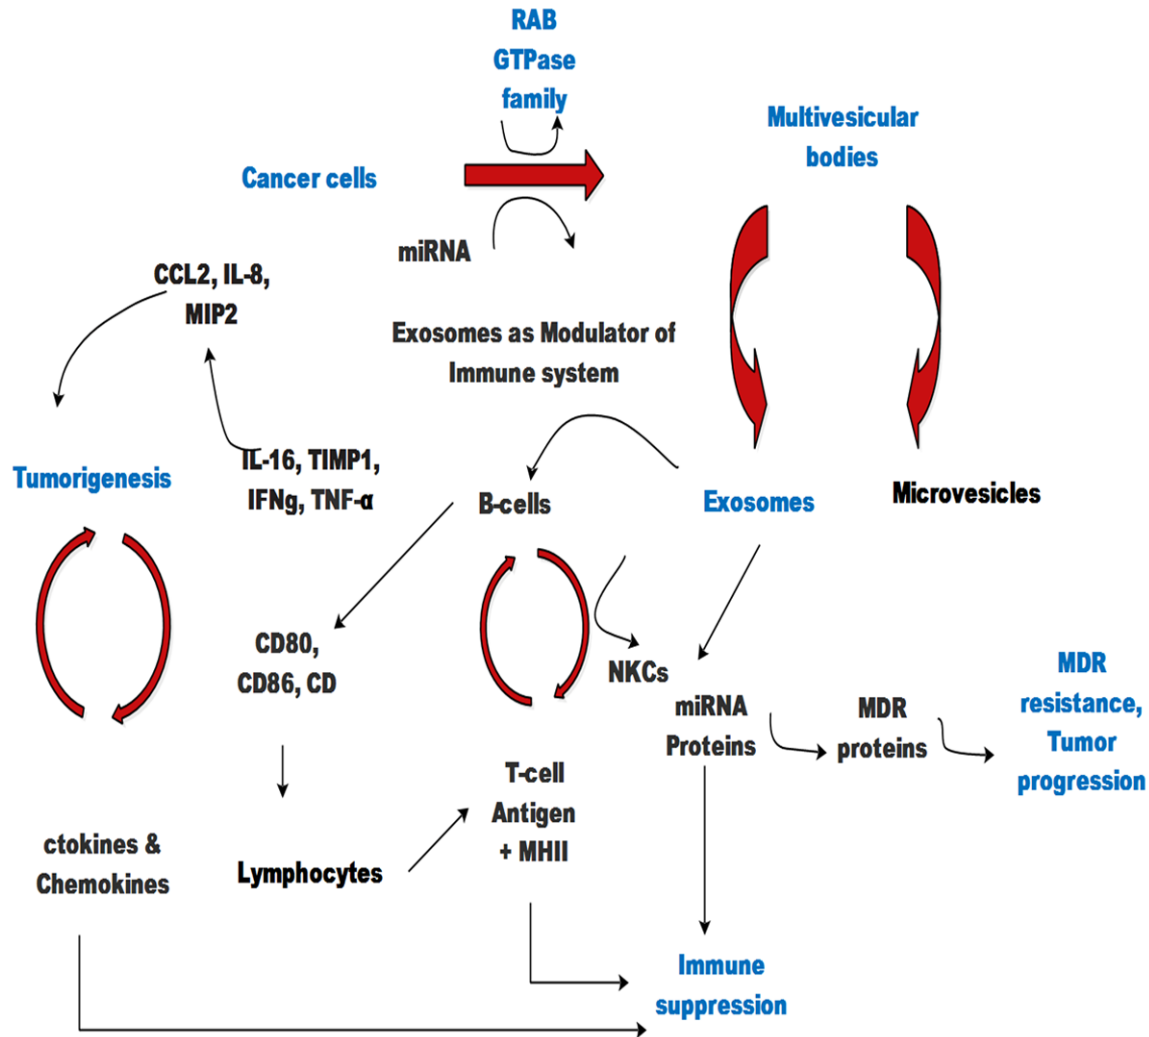 RAB
GTPase
family
Multivesicular
bodies
Cancer cells
miRNA
CCL2, IL-8,
MIP2
Exosomes as Modulator of
Immune system
Tumorigenesis
IL-16, TIMP1,
IFNg, TNF-α
B-cells
Exosomes
Microvesicles
CD80,
CD86, CD
NKCs
miRNA
Proteins
MDR
proteins
MDR
resistance,
Tumor
progression
T-cell
Antigen
+ MHII
ctokines &
Chemokines
Lymphocytes
Immune
suppression